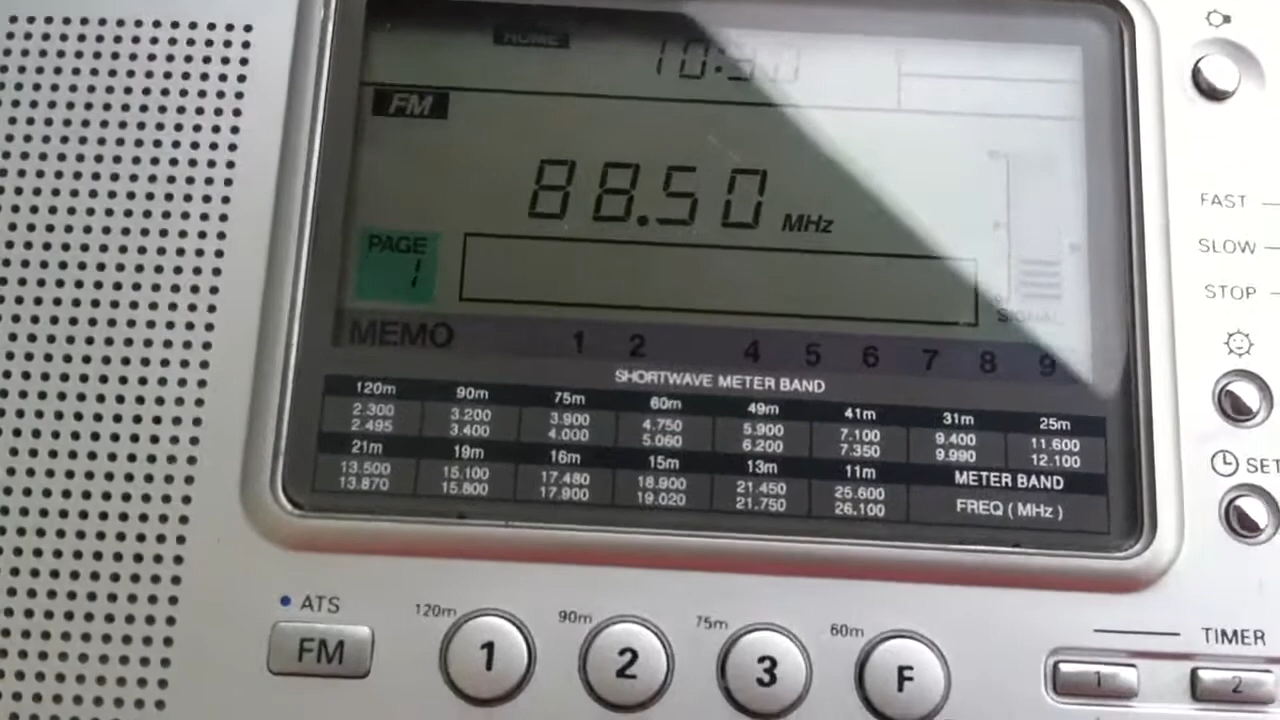 HOME
FM
88.50 MHz
PAGE
1
MEMO 1 2 4 5 6 7 8 9
SIGNAL
SHORTWAVE METER BAND
120m 90m 75m 60m 49m 41m 31m 25m
2.300 3.200 3.900 4.750 5.900 7.100 9.400 11.600
2.495 3.400 4.000 5.060 6.200 7.350 9.990 12.100
21m 19m 16m 15m 13m 11m METER BAND
13.500 15.100 17.480 18.900 21.450 25.600 FREQ ( MHz )
13.870 15.800 17.900 19.020 21.750 26.100
FAST
SLOW
STOP
SET
ATS
FM
120m 1
90m 2
75m 3
60m F
TIMER
1 2